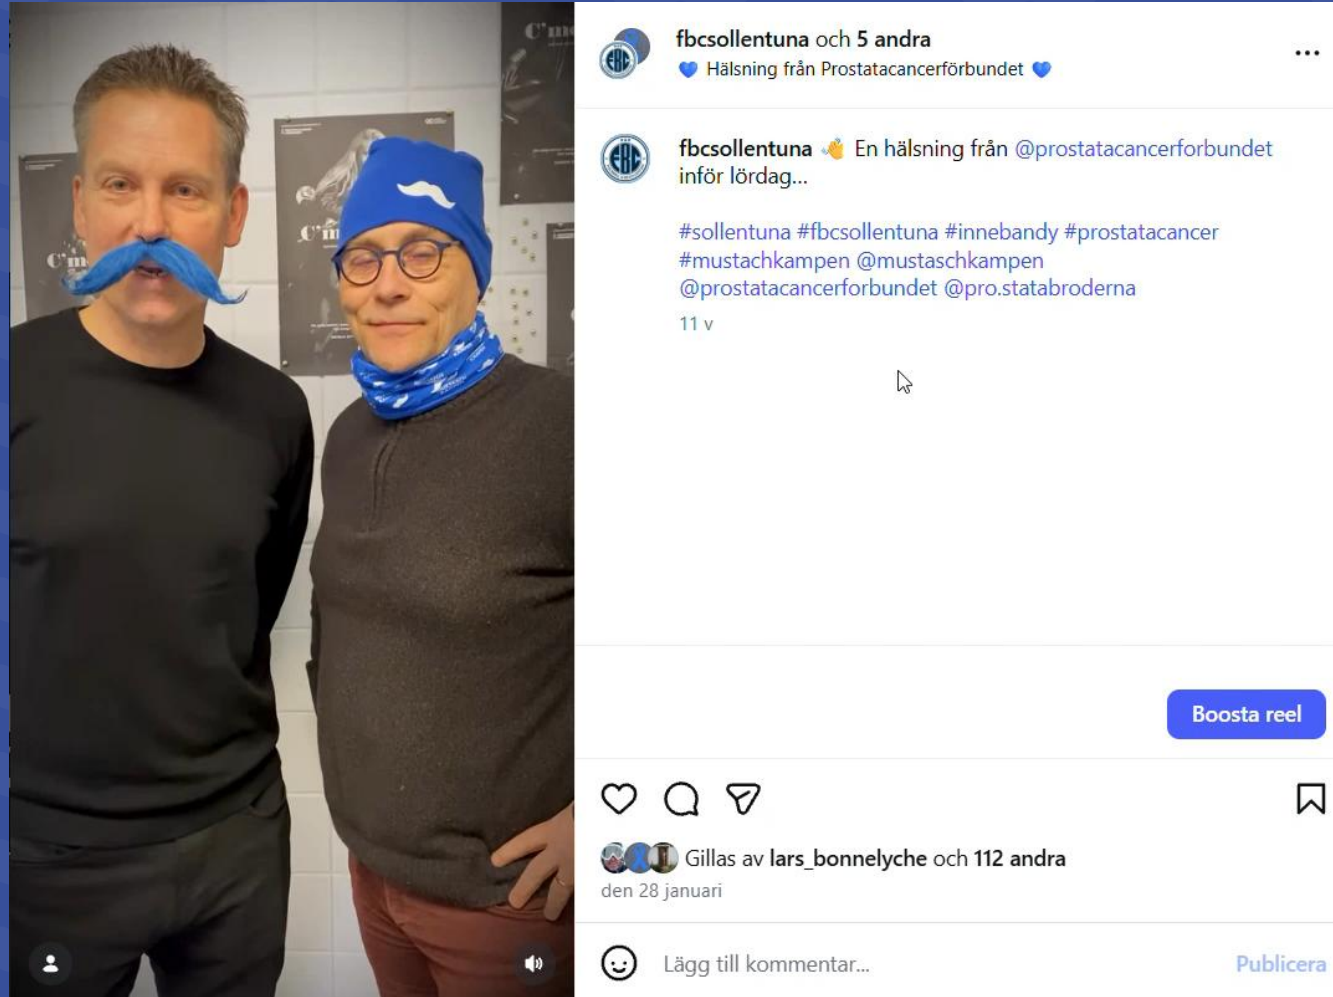 fbcsollentuna och 5 andra
💙 Hälsning från Prostatacancerförbundet 💙
fbcsollentuna 👋 En hälsning från @prostatacancerforbundet
inför lördag...
#sollentuna #fbcsollentuna #innebandy #prostatacancer
#mustachkampen @mustaschkampen
@prostatacancerforbundet @pro.statabroderna
11 v
Boosta reel
Gillas av lars_bonnelyche och 112 andra
den 28 januari
Lägg till kommentar...
Publicera
FBC
C'm
C'm
C'm